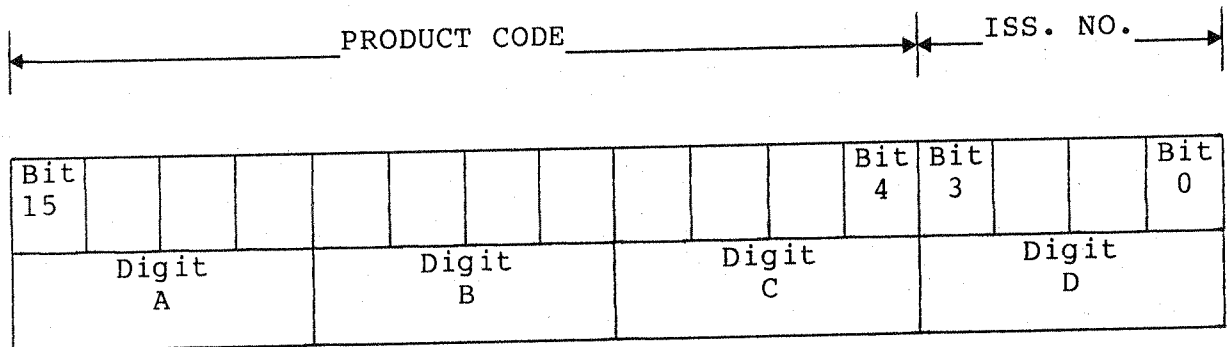 PRODUCT CODE ISS. NO.
Bit Bit Bit Bit
15 4 3 0
Digit Digit Digit Digit
A B C D